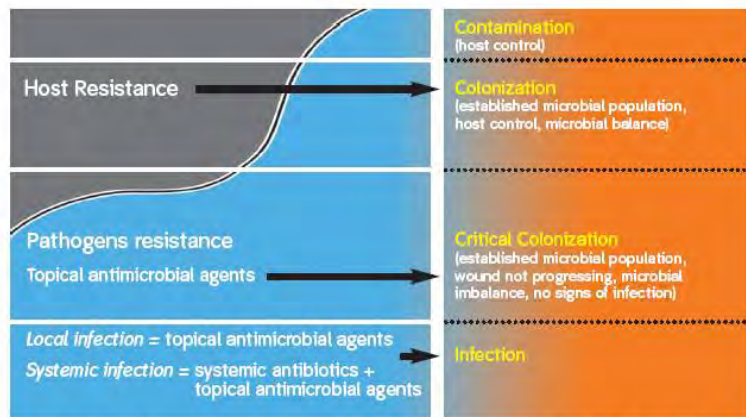 Contamination
(host control)
Host Resistance
Colonization
(established microbial population,
host control, microbial balance)
Pathogens resistance
Topical antimicrobial agents
Critical Colonization
(established microbial population,
wound not progressing, microbial
imbalance, no signs of infection)
Local infection = topical antimicrobial agents
Systemic infection = systemic antibiotics +
topical antimicrobial agents
Infection